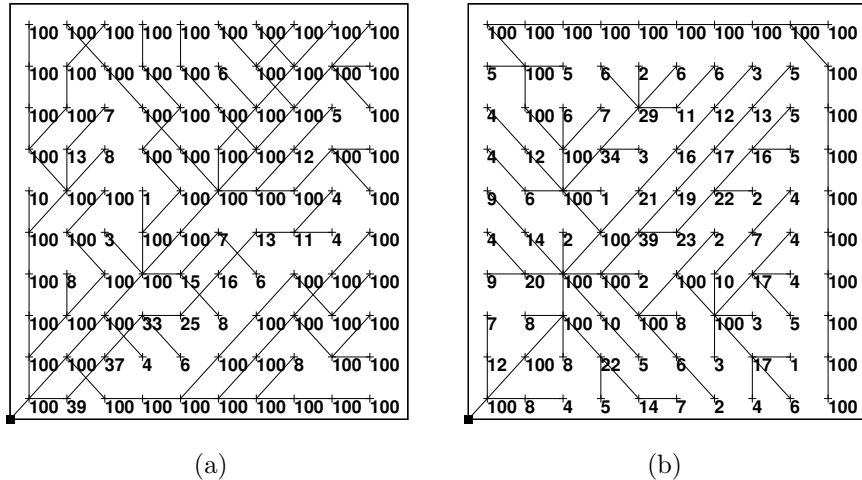 100 100 100 100 100 100 100 100 100 100
100 100 100 100 100 6 100 100 100 100
100 100 7 100 100 100 100 100 5 100
100 13 8 100 100 100 100 12 100 100
10 100 100 1 100 100 100 100 4 100
100 100 3 100 100 7 13 11 4 100
100 8 100 100 15 16 6 100 100 100
100 100 100 33 25 8 100 100 100 100
100 100 37 4 6 100 100 8 100 100
100 39 100 100 100 100 100 100 100 100
(a)
100 100 100 100 100 100 100 100 100 100
5 100 5 6 2 6 6 3 5 100
4 100 6 7 29 11 12 13 5 100
4 12 100 34 3 16 17 16 5 100
9 6 100 1 21 19 22 2 4 100
4 14 2 100 39 23 2 7 4 100
9 20 100 100 2 100 10 17 4 100
7 8 100 10 100 8 100 3 5 100
12 100 8 22 5 6 3 17 1 100
100 8 4 5 14 7 2 4 6 100
(b)